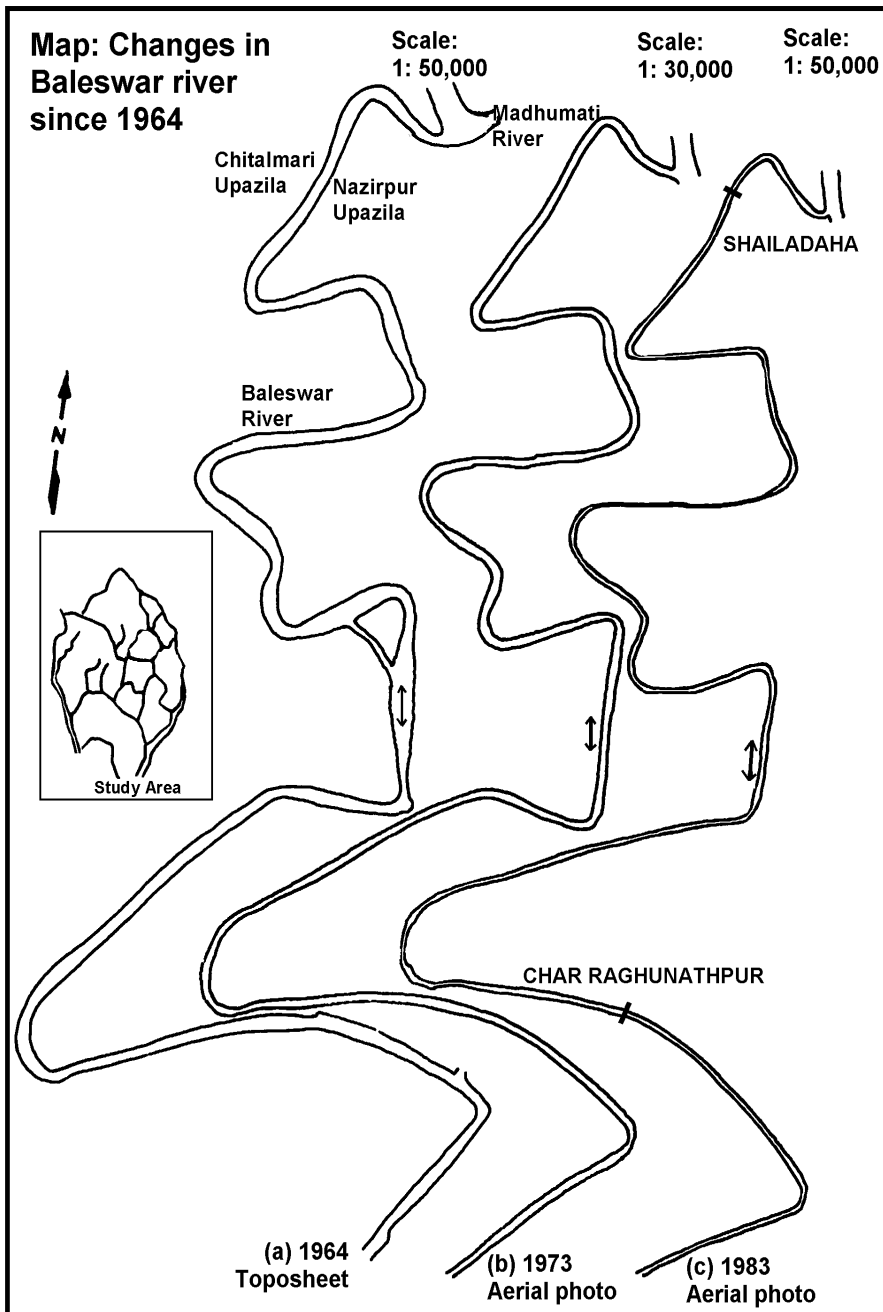 Map: Changes in
Baleswar river
since 1964
Scale:
1: 50,000
Scale:
1: 30,000
Scale:
1: 50,000
Madhumati
River
Chitalmari
Upazila
Nazirpur
Upazila
SHAILADAHA
Baleswar
River
N
Study Area
CHAR RAGHUNATHPUR
(a) 1964
Toposheet
(b) 1973
Aerial photo
(c) 1983
Aerial photo